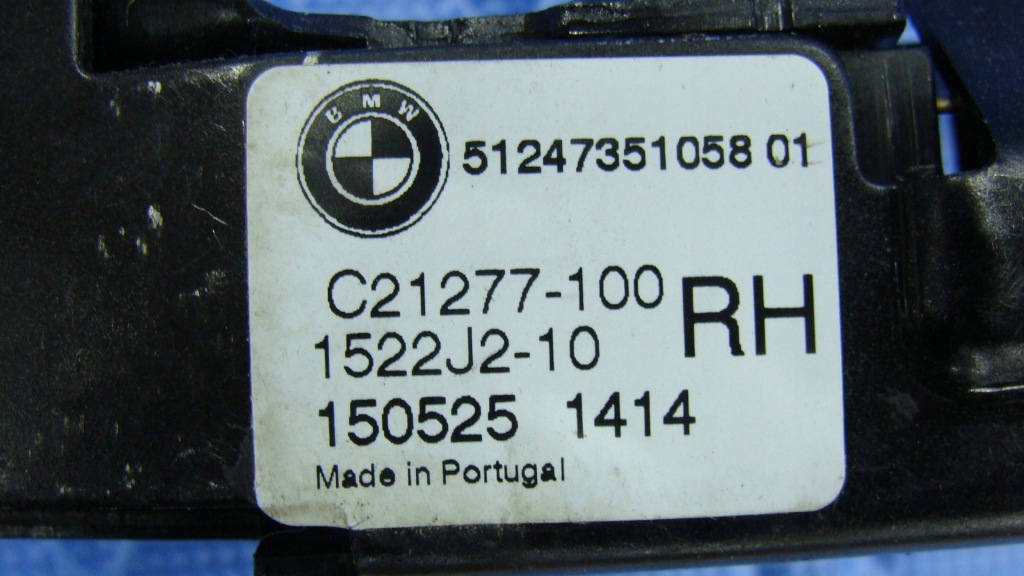 BMW
51247351058 01
C21277-100
RH
1522J2-10
150525 1414
Made in Portugal